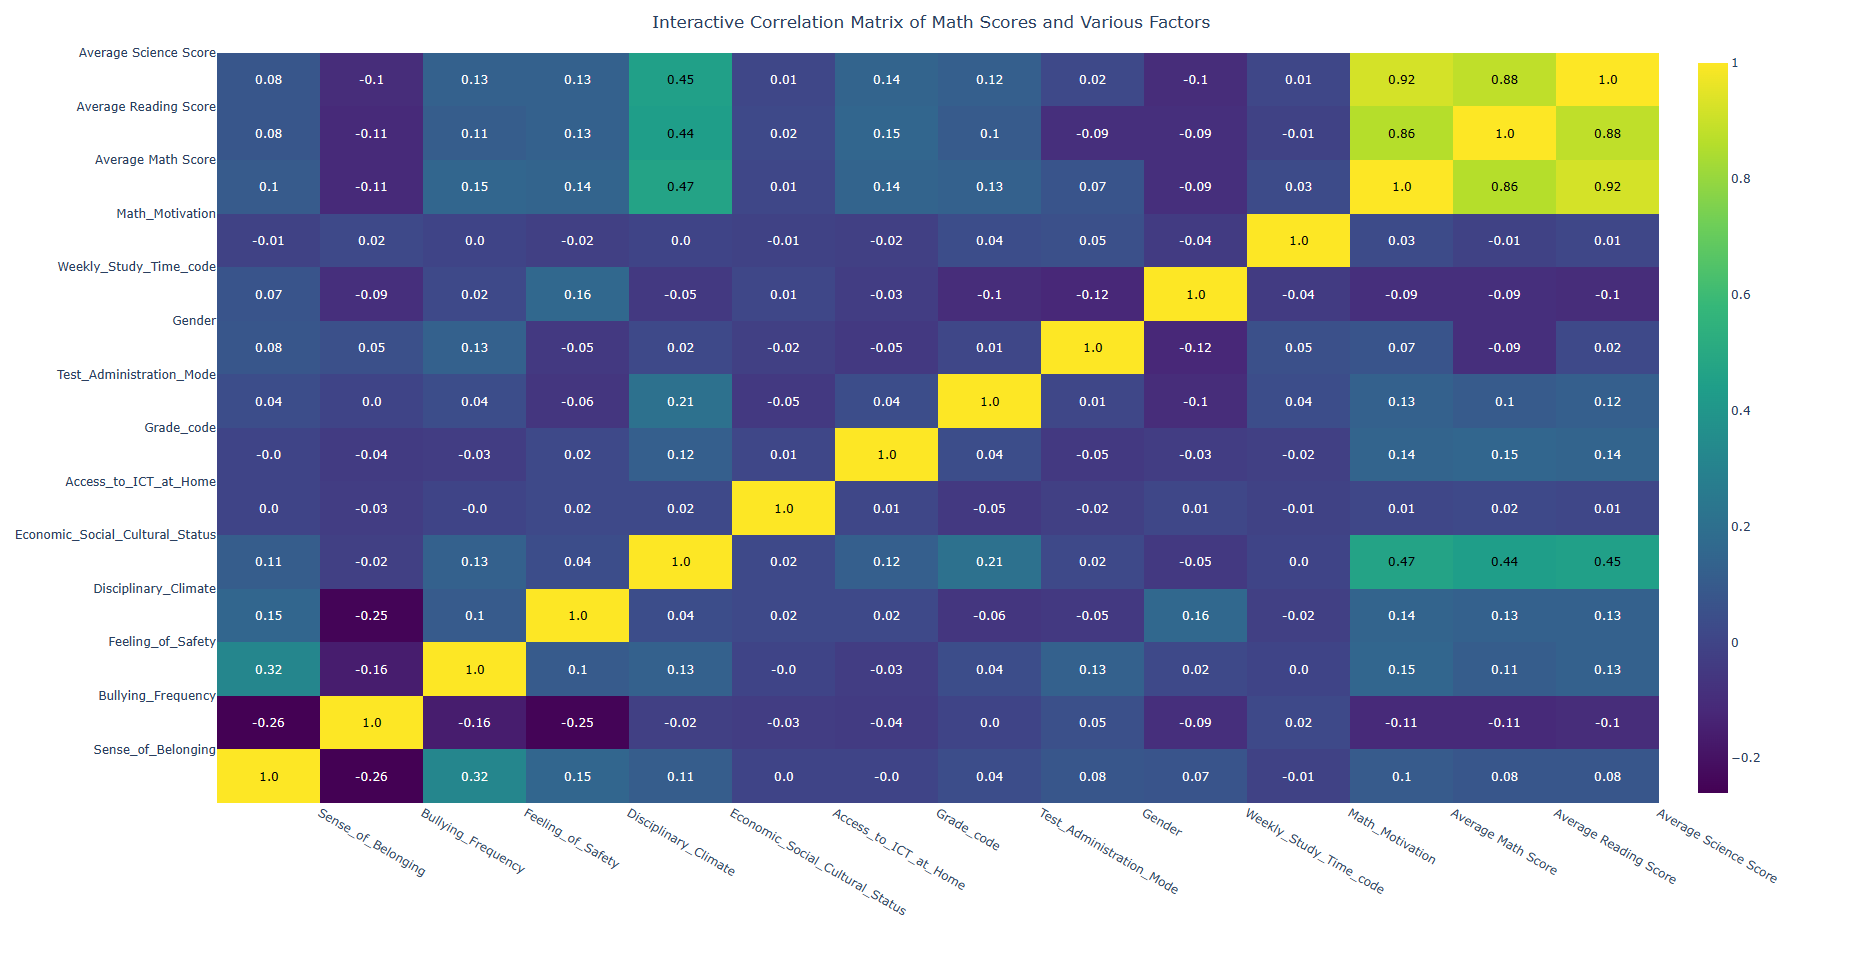 Interactive Correlation Matrix of Math Scores and Various Factors
Average Science Score
0.08 -0.1 0.13 0.13 0.45 0.01 0.14 0.12 0.02 -0.1 0.01 0.92 0.88 1.0
Average Reading Score
0.08 -0.11 0.11 0.13 0.44 0.02 0.15 0.1 -0.09 -0.09 -0.01 0.86 1.0 0.88
Average Math Score
0.1 -0.11 0.15 0.14 0.47 0.01 0.14 0.13 0.07 -0.09 0.03 1.0 0.86 0.92
Math_Motivation
-0.01 0.02 0.0 -0.02 0.0 -0.01 -0.02 0.04 0.05 -0.04 1.0 0.03 -0.01 0.01
Weekly_Study_Time_code
0.07 -0.09 0.02 0.16 -0.05 0.01 -0.03 -0.1 -0.12 1.0 -0.04 -0.09 -0.09 -0.1
Gender
0.08 0.05 0.13 -0.05 0.02 -0.02 -0.05 0.01 1.0 -0.12 0.05 0.07 -0.09 0.02
Test_Administration_Mode
0.04 0.0 0.04 -0.06 0.21 -0.05 0.04 1.0 0.01 -0.1 0.04 0.13 0.1 0.12
Grade_code
-0.0 -0.04 -0.03 0.02 0.12 0.01 1.0 0.04 -0.05 -0.03 -0.02 0.14 0.15 0.14
Access_to_ICT_at_Home
0.0 -0.03 -0.0 0.02 0.02 1.0 0.01 -0.05 -0.02 0.01 -0.01 0.01 0.02 0.01
Economic_Social_Cultural_Status
0.11 -0.02 0.13 0.04 1.0 0.02 0.12 0.21 0.02 -0.05 0.0 0.47 0.44 0.45
Disciplinary_Climate
0.15 -0.25 0.1 1.0 0.04 0.02 0.02 -0.06 -0.05 0.16 -0.02 0.14 0.13 0.13
Feeling_of_Safety
0.32 -0.16 1.0 0.1 0.13 -0.0 -0.03 0.04 0.13 0.02 0.0 0.15 0.11 0.13
Bullying_Frequency
-0.26 1.0 -0.16 -0.25 -0.02 -0.03 -0.04 0.0 0.05 -0.09 0.02 -0.11 -0.11 -0.1
Sense_of_Belonging
1.0 -0.26 0.32 0.15 0.11 0.0 -0.0 0.04 0.08 0.07 -0.01 0.1 0.08 0.08
Sense_of_Belonging
Bullying_Frequency
Feeling_of_Safety
Disciplinary_Climate
Economic_Social_Cultural_Status
Access_to_ICT_at_Home
Grade_code
Test_Administration_Mode
Gender
Weekly_Study_Time_code
Math_Motivation
Average Math Score
Average Reading Score
Average Science Score
1
0.8
0.6
0.4
0.2
0
−0.2